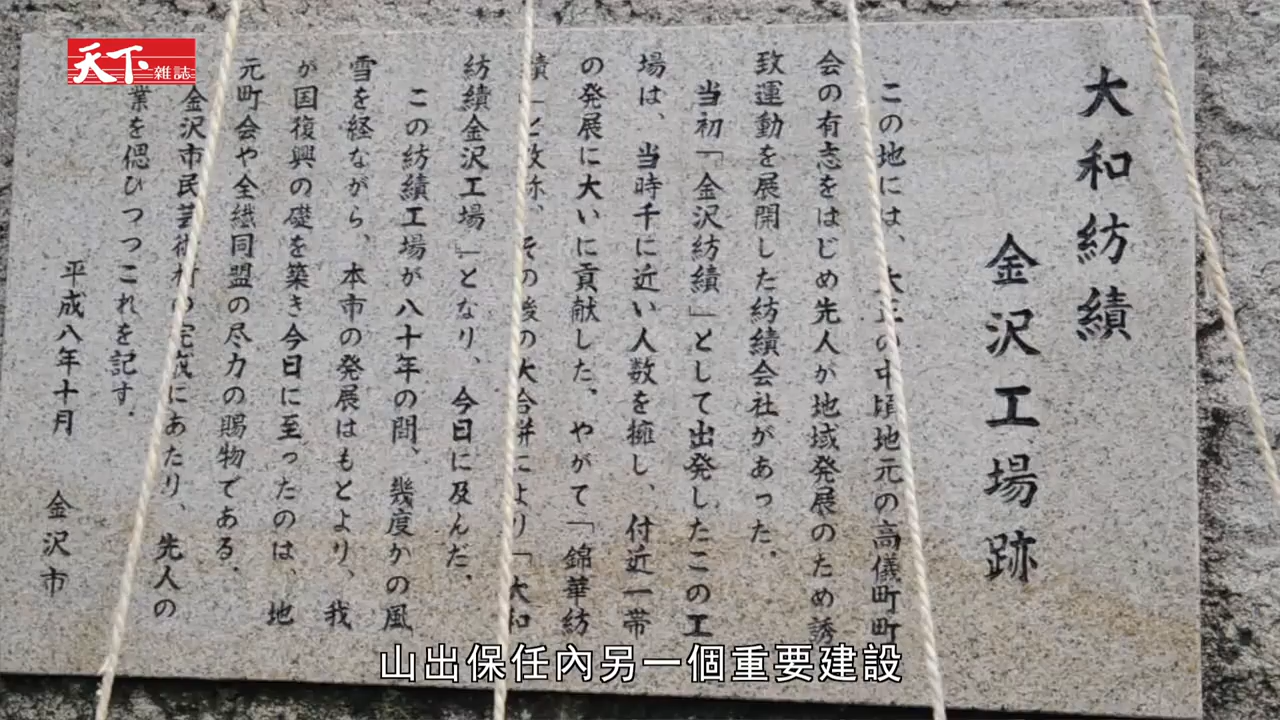 天下雜誌
大和紡績
金沢工場跡
この地には、大正の中頃地元の高儀町町
会の有志をはじめ先人が地域発展のため誘
致運動を展開した紡績会社があった。
当初「金沢紡績」として出発したこの工
場は、当時千に近い人数を擁し、付近一帯
の発展に大いに貢献した。やがて「錦華紡
績」と改称、その後の大合併により「大和
紡績金沢工場」となり、今日に及んだ。
この紡績工場が八十年の間、幾度かの風
雪を経ながら、本市の発展はもとより、我
が国復興の礎を築き今日に至ったのは、地
元町会や全繊同盟の尽力の賜物である。
金沢市民芸術村の完成にあたり、先人の
業を偲びつつこれを記す。
平成八年十月 金沢市
山出保任內另一個重要建設